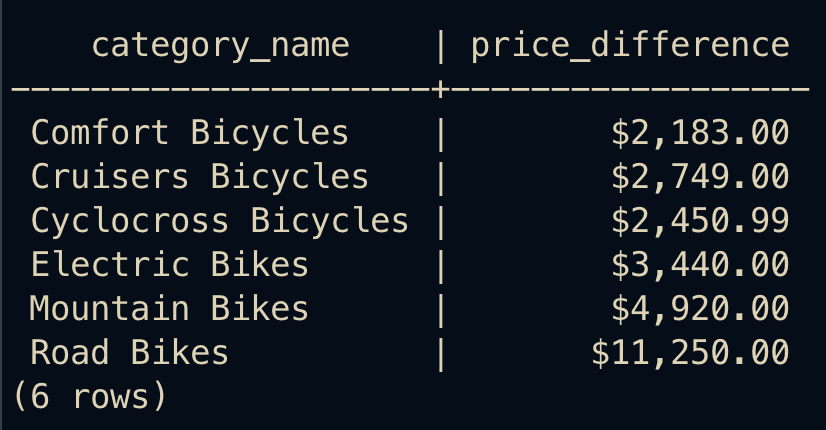 category_name | price_difference
---------------------+------------------
Comfort Bicycles | $2,183.00
Cruisers Bicycles | $2,749.00
Cyclocross Bicycles | $2,450.99
Electric Bikes | $3,440.00
Mountain Bikes | $4,920.00
Road Bikes | $11,250.00
(6 rows)